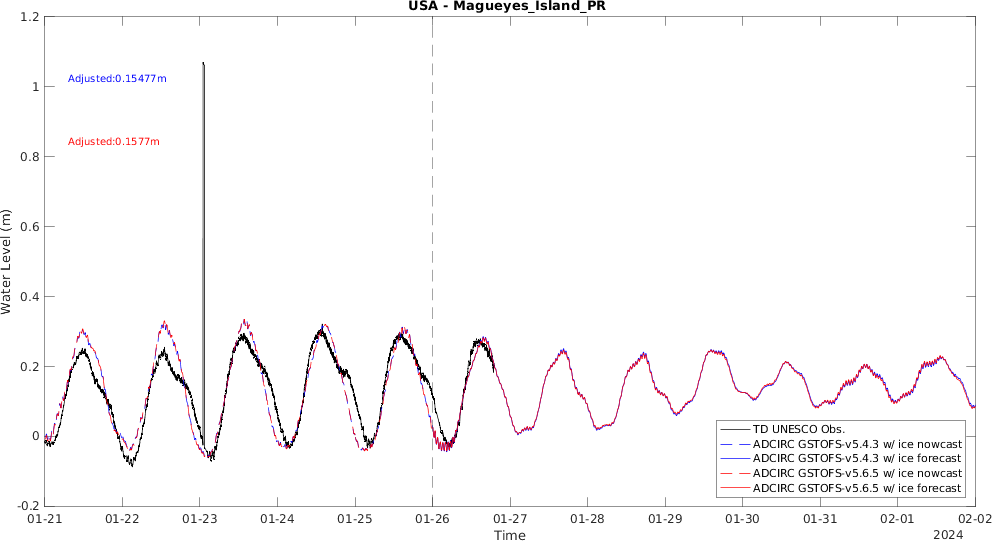 USA - Magueyes_Island_PR
1.2
1
0.8
0.6
0.4
0.2
0
-0.2
Water Level (m)
Adjusted:0.15477m
Adjusted:0.1577m
TD UNESCO Obs.
ADCIRC GSTOFS-v5.4.3 w/ ice nowcast
ADCIRC GSTOFS-v5.4.3 w/ ice forecast
ADCIRC GSTOFS-v5.6.5 w/ ice nowcast
ADCIRC GSTOFS-v5.6.5 w/ ice forecast
01-21 01-22 01-23 01-24 01-25 01-26 01-27 01-28 01-29 01-30 01-31 02-01 02-02
Time
2024